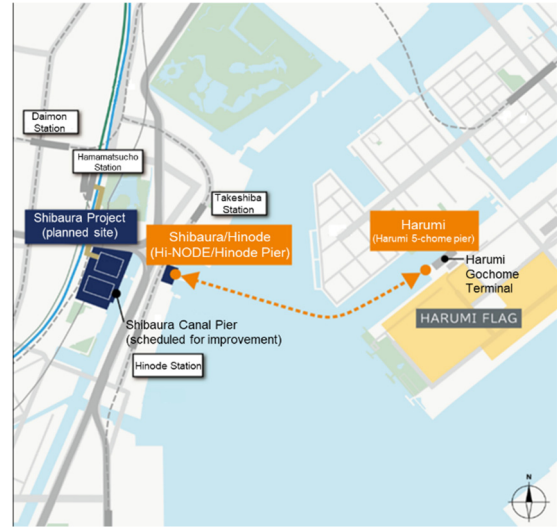 Daimon
Station
Hamamatsucho
Station
Takeshiba
Station
Shibaura Project
(planned site)
Shibaura/Hinode
(Hi-NODE/Hinode Pier)
Harumi
(Harumi 5-chome pier)
Harumi
Gochome
Terminal
HARUMI FLAG
Shibaura Canal Pier
(scheduled for improvement)
Hinode Station
N